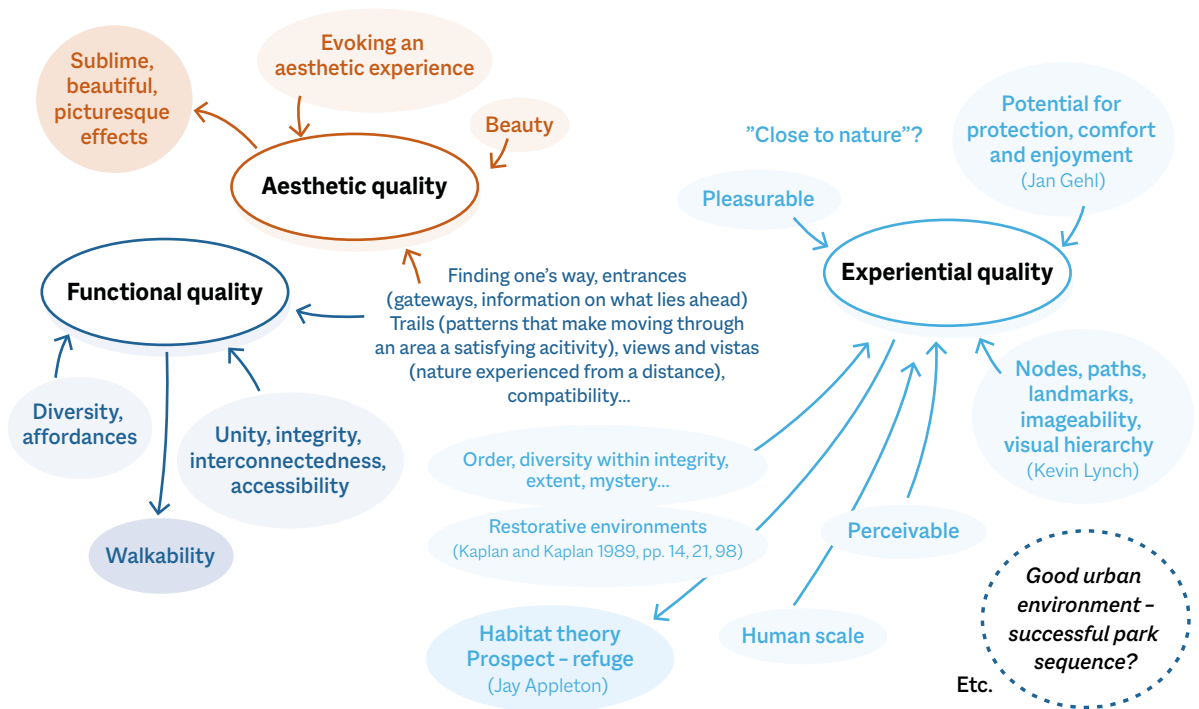 Sublime,
beautiful,
picturesque
effects
Evoking an
aesthetic experience
Beauty
Aesthetic quality
”Close to nature”?
Potential for
protection, comfort
and enjoyment
(Jan Gehl)
Pleasurable
Experiential quality
Functional quality
Finding one’s way, entrances
(gateways, information on what lies ahead)
Trails (patterns that make moving through
an area a satisfying acitivity), views and vistas
(nature experienced from a distance),
compatibility...
Diversity,
affordances
Unity, integrity,
interconnectedness,
accessibility
Walkability
Nodes, paths,
landmarks,
imageability,
visual hierarchy
(Kevin Lynch)
Order, diversity within integrity,
extent, mystery...
Restorative environments
(Kaplan and Kaplan 1989, pp. 14, 21, 98)
Perceivable
Habitat theory
Prospect – refuge
(Jay Appleton)
Human scale
Good urban
environment –
successful park
sequence?
Etc.